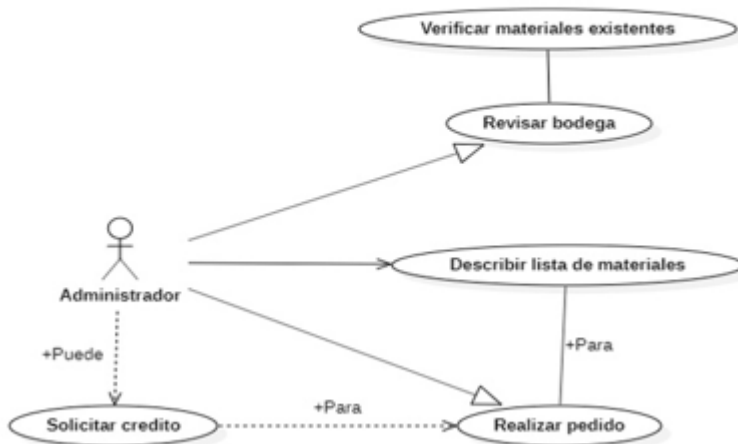 Verificar materiales existentes
Revisar bodega
Describir lista de materiales
Administrador
+Puede
+Para
+Para
Solicitar credito
Realizar pedido